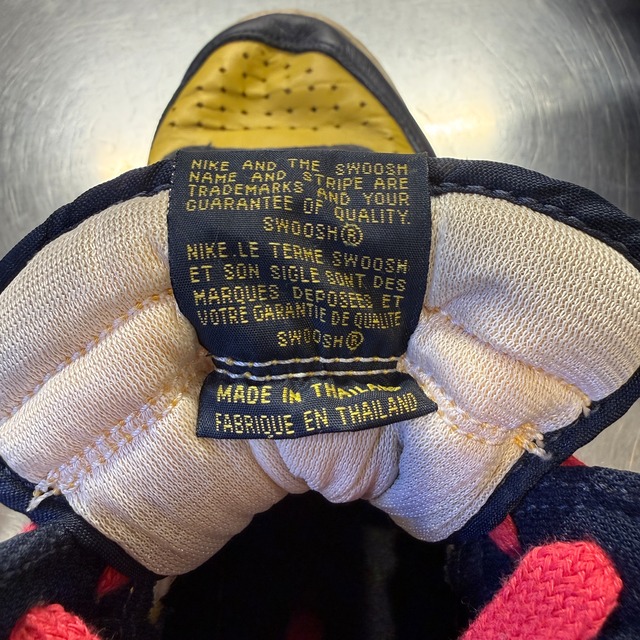 NIKE AND THE SWOOSH
NAME AND STRIPE ARE
TRADEMARKS AND YOUR
GUARANTEE OF QUALITY.
SWOOSH®
NIKE.LE TERME SWOOSH
ET SON SIGLE SONT DES
MARQUES DEPOSEES ET
VOTRE GARANTIE DE QUALITE
SWOOSH®
MADE IN THAILAND
FABRIQUE EN THAILAND